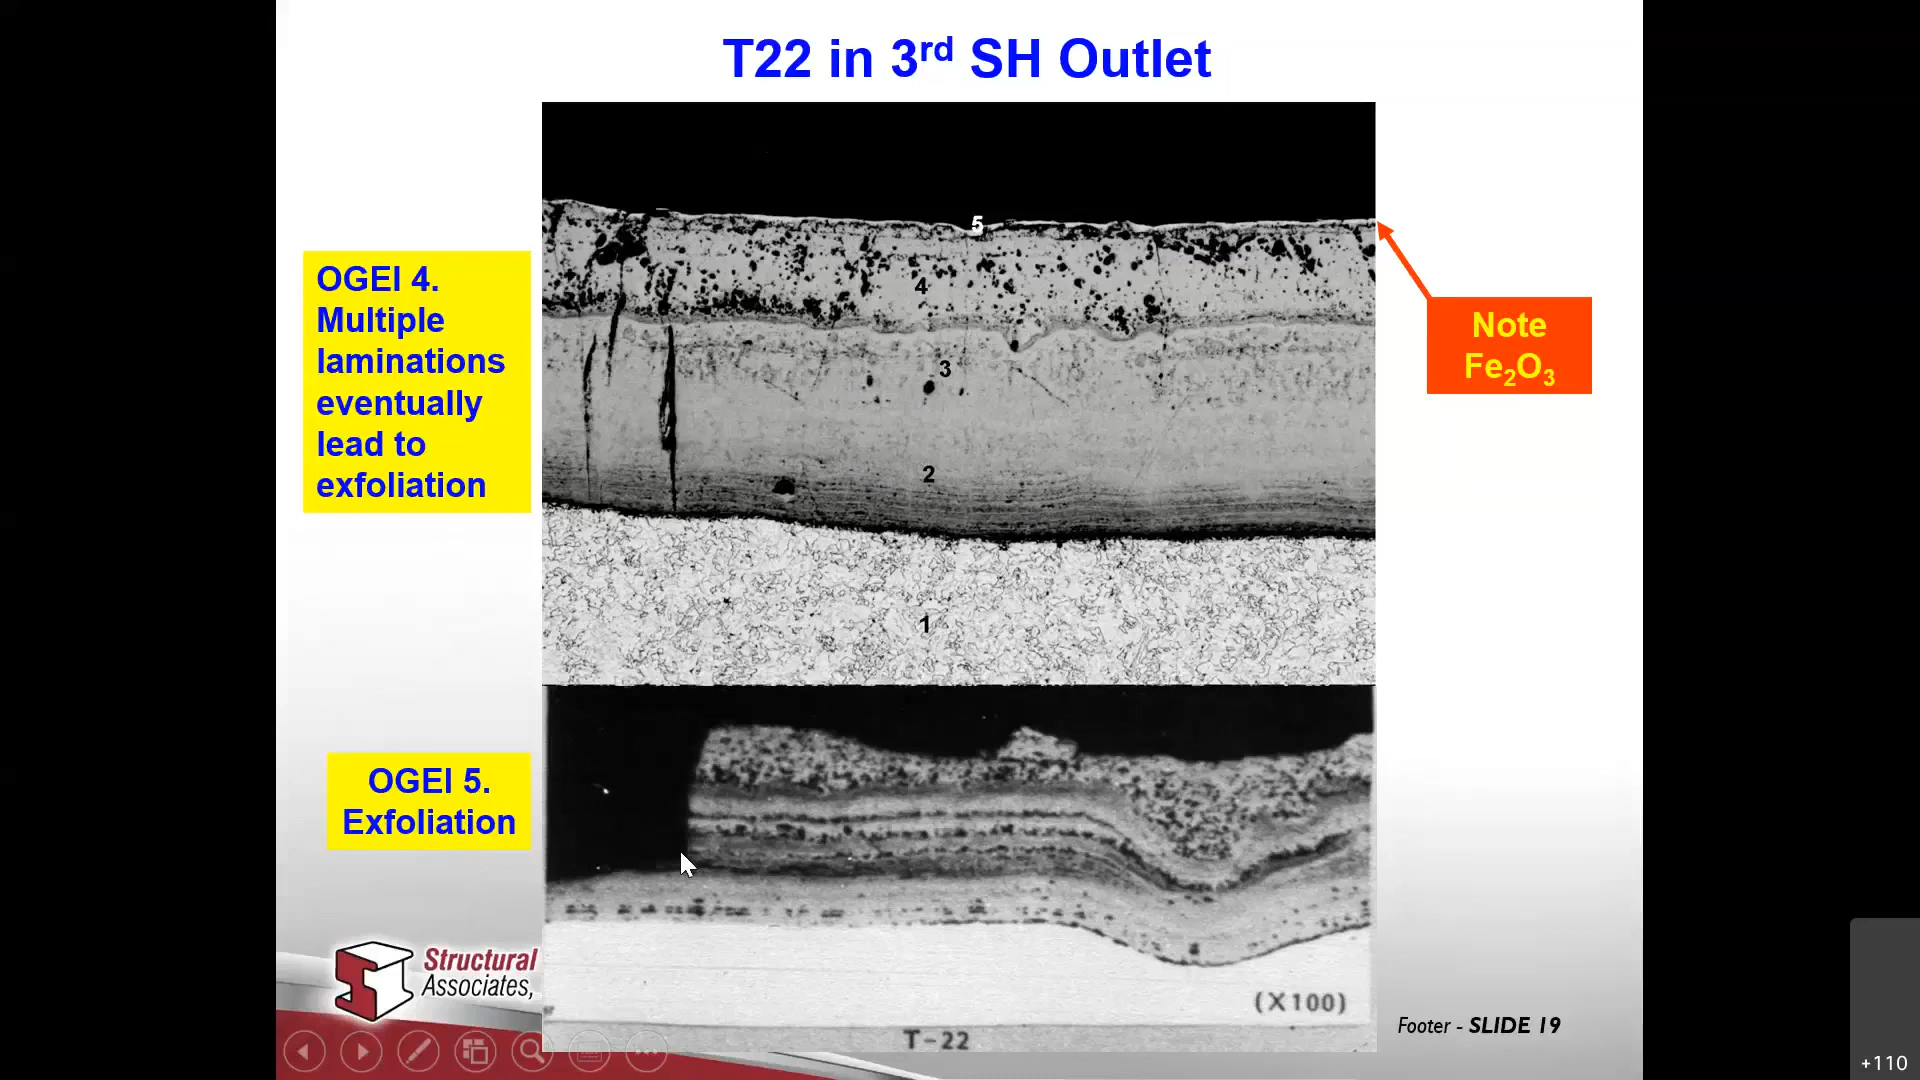 T22 in 3rd SH Outlet
5
4
3
2
1
OGEI 4.
Multiple
laminations
eventually
lead to
exfoliation
Note
Fe2O3
OGEI 5.
Exfoliation
(X100)
T-22
Structural
Associates,
Footer - SLIDE 19
+110